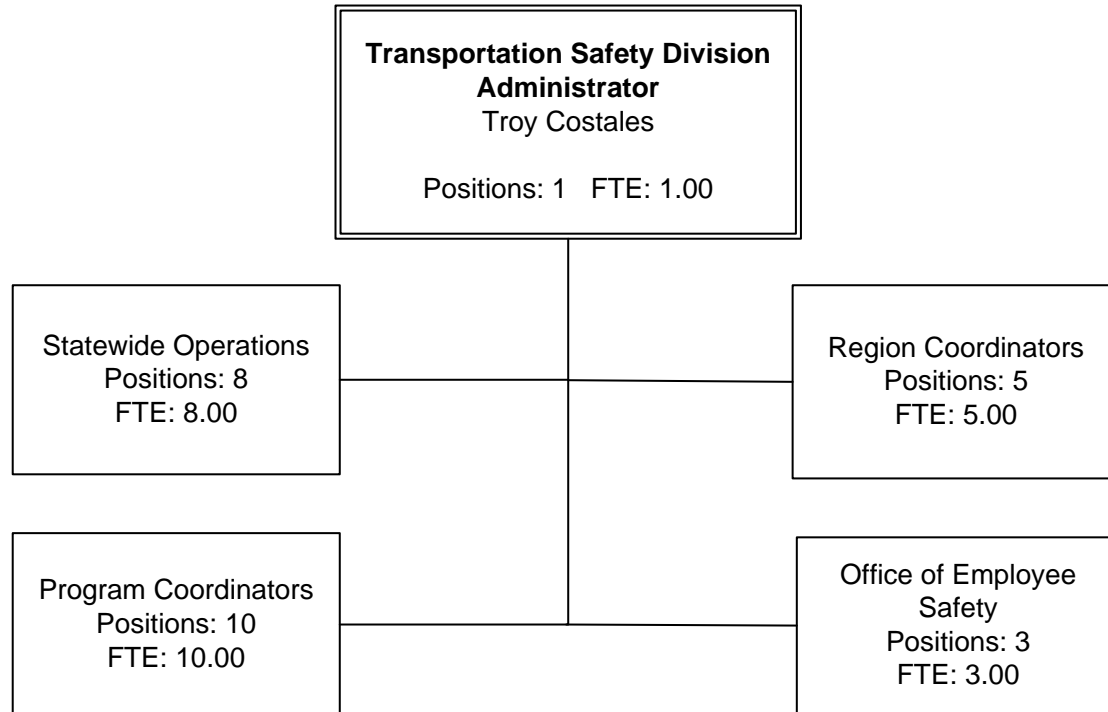 Transportation Safety Division
Administrator
Troy Costales
Positions: 1   FTE: 1.00
Statewide Operations
Positions: 8
FTE: 8.00
Region Coordinators
Positions: 5
FTE: 5.00
Program Coordinators
Positions: 10
FTE: 10.00
Office of Employee
Safety
Positions: 3
FTE: 3.00